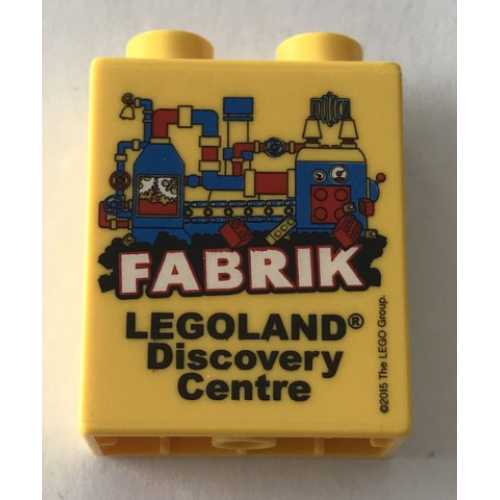 FABRIK
LEGOLAND®
Discovery
Centre
©2015 The LEGO Group.